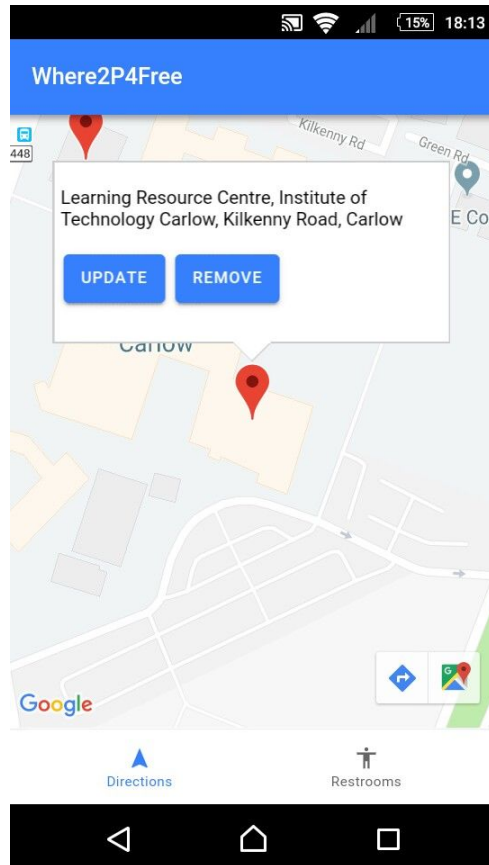 15% 18:13
Where2P4Free
Kilkenny Rd
Green Rd
448
E Co
Learning Resource Centre, Institute of
Technology Carlow, Kilkenny Road, Carlow
UPDATE REMOVE
Carlow
Google
Directions Restrooms